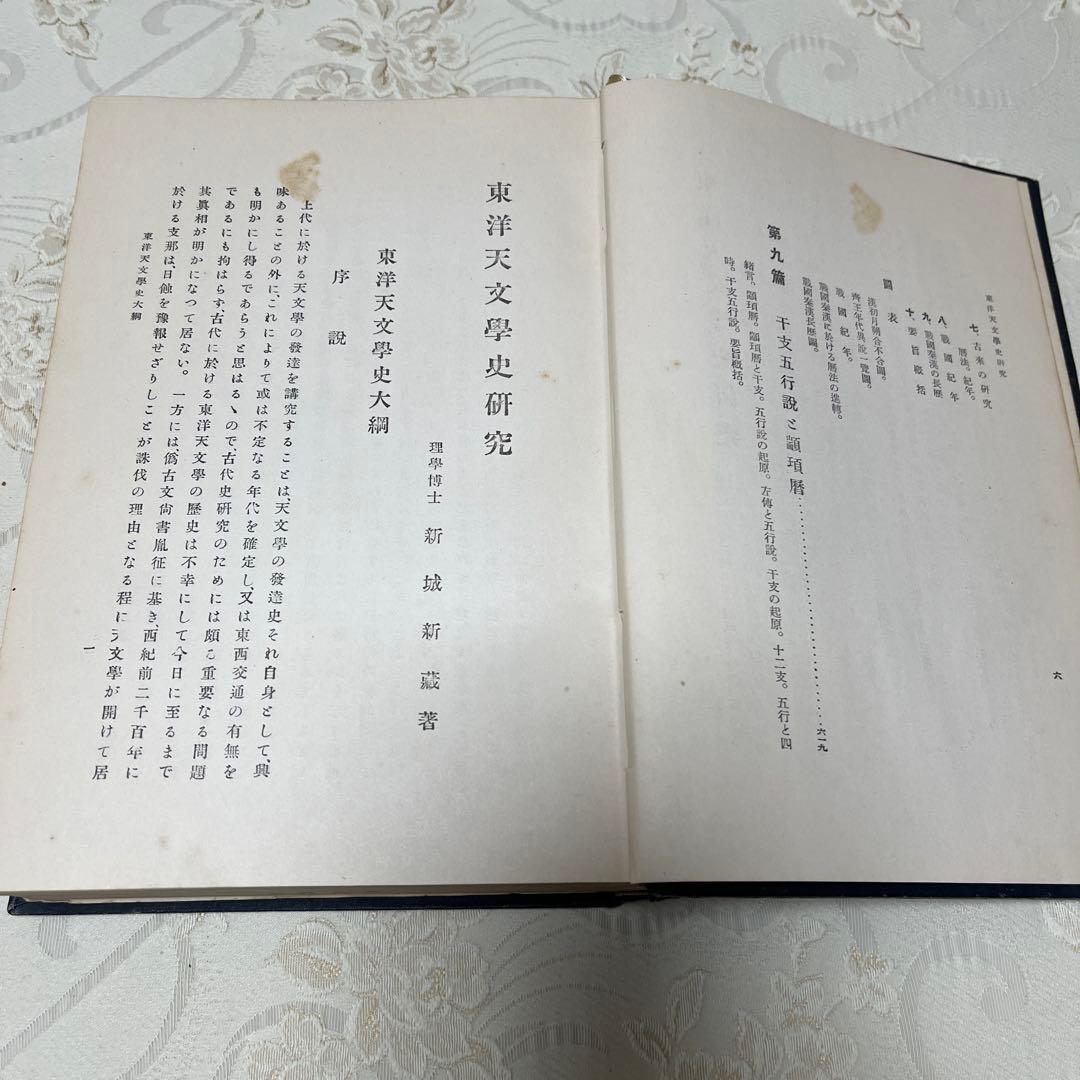 東洋天文學史研究
七、古來の研究
曆法。紀年。
八、戰國紀年
九、戰國秦漢の長曆
十、要旨概括
圖表
漢初月朔合不合圖。
齊王年代異說一覽圖。
戰國紀年。
戰國秦漢に於ける曆法の進轉。
戰國秦漢長曆圖。
第九篇 干支五行說と顓頊曆……………六一九
緒言。顓頊曆。顓頊曆と干支。五行說の起原。左傳と五行說。干支の起原。十二支。五行と四
時。干支五行說。要旨概括。
六
東洋天文學史研究
理學博士 新城新藏著
東洋天文學史大綱
序說
上代に於ける天文學の發達を講究することは、天文學の發達史それ自身として、興
味あることの外に、これによりて或は不定なる年代を確定し、又は東西交通の有無を
も明かにし得るであらうと思はるゝので、古代史硏究のためには頗る重要なる問題
であるにも拘はらず、古代に於ける東洋天文學の歷史は不幸にして今日に至るまで
其眞相が明かになつて居ない。一方には、僞古文尙書胤征に基き、西紀前二千百年に
於ける支那は、日蝕を豫報せざりしことが誅伐の理由となる程に文學が開けて居
東洋天文學史大綱
一